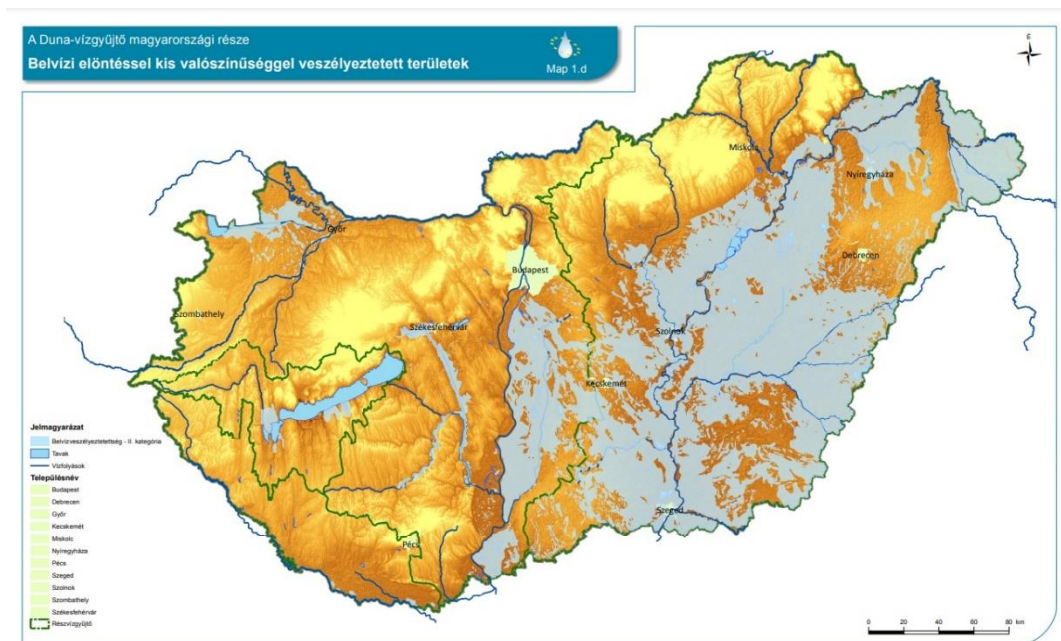 A Duna-vízgyűjtő magyarországi része
Belvízi elöntéssel kis valószínűséggel veszélyeztetett területek
Map 1.d
É
Miskolc
Nyíregyháza
Győr
Debrecen
Budapest
Szombathely
Székesfehérvár
Szolnok
Kecskemét
Szeged
Pécs
Jelmagyarázat
Belvízveszélyeztetettség - II. kategória
Tavak
Vízfolyások
Településnév
Budapest
Debrecen
Győr
Kecskemét
Miskolc
Nyíregyháza
Pécs
Szeged
Szolnok
Szombathely
Székesfehérvár
Részvízgyűjtő
0 20 40 60 80 km